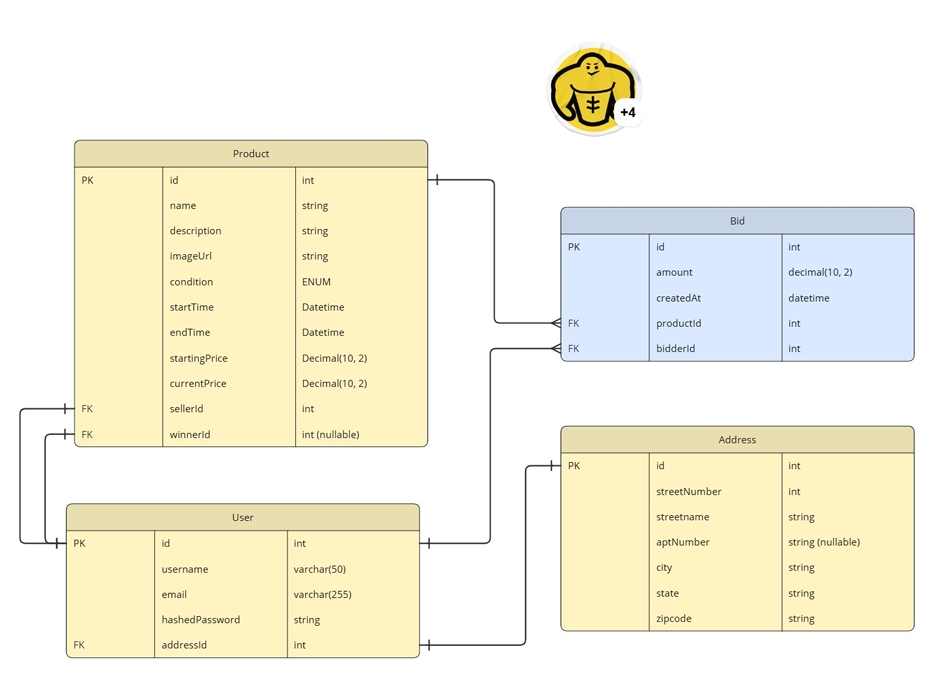 +4
Product
PK id int
name string
description string
imageUrl string
condition ENUM
startTime Datetime
endTime Datetime
startingPrice Decimal(10, 2)
currentPrice Decimal(10, 2)
FK sellerId int
FK winnerId int (nullable)
Bid
PK id int
amount decimal(10, 2)
createdAt datetime
FK productId int
FK bidderId int
User
PK id int
username varchar(50)
email varchar(255)
hashedPassword string
FK addressId int
Address
PK id int
streetNumber int
streetname string
aptNumber string (nullable)
city string
state string
zipcode string